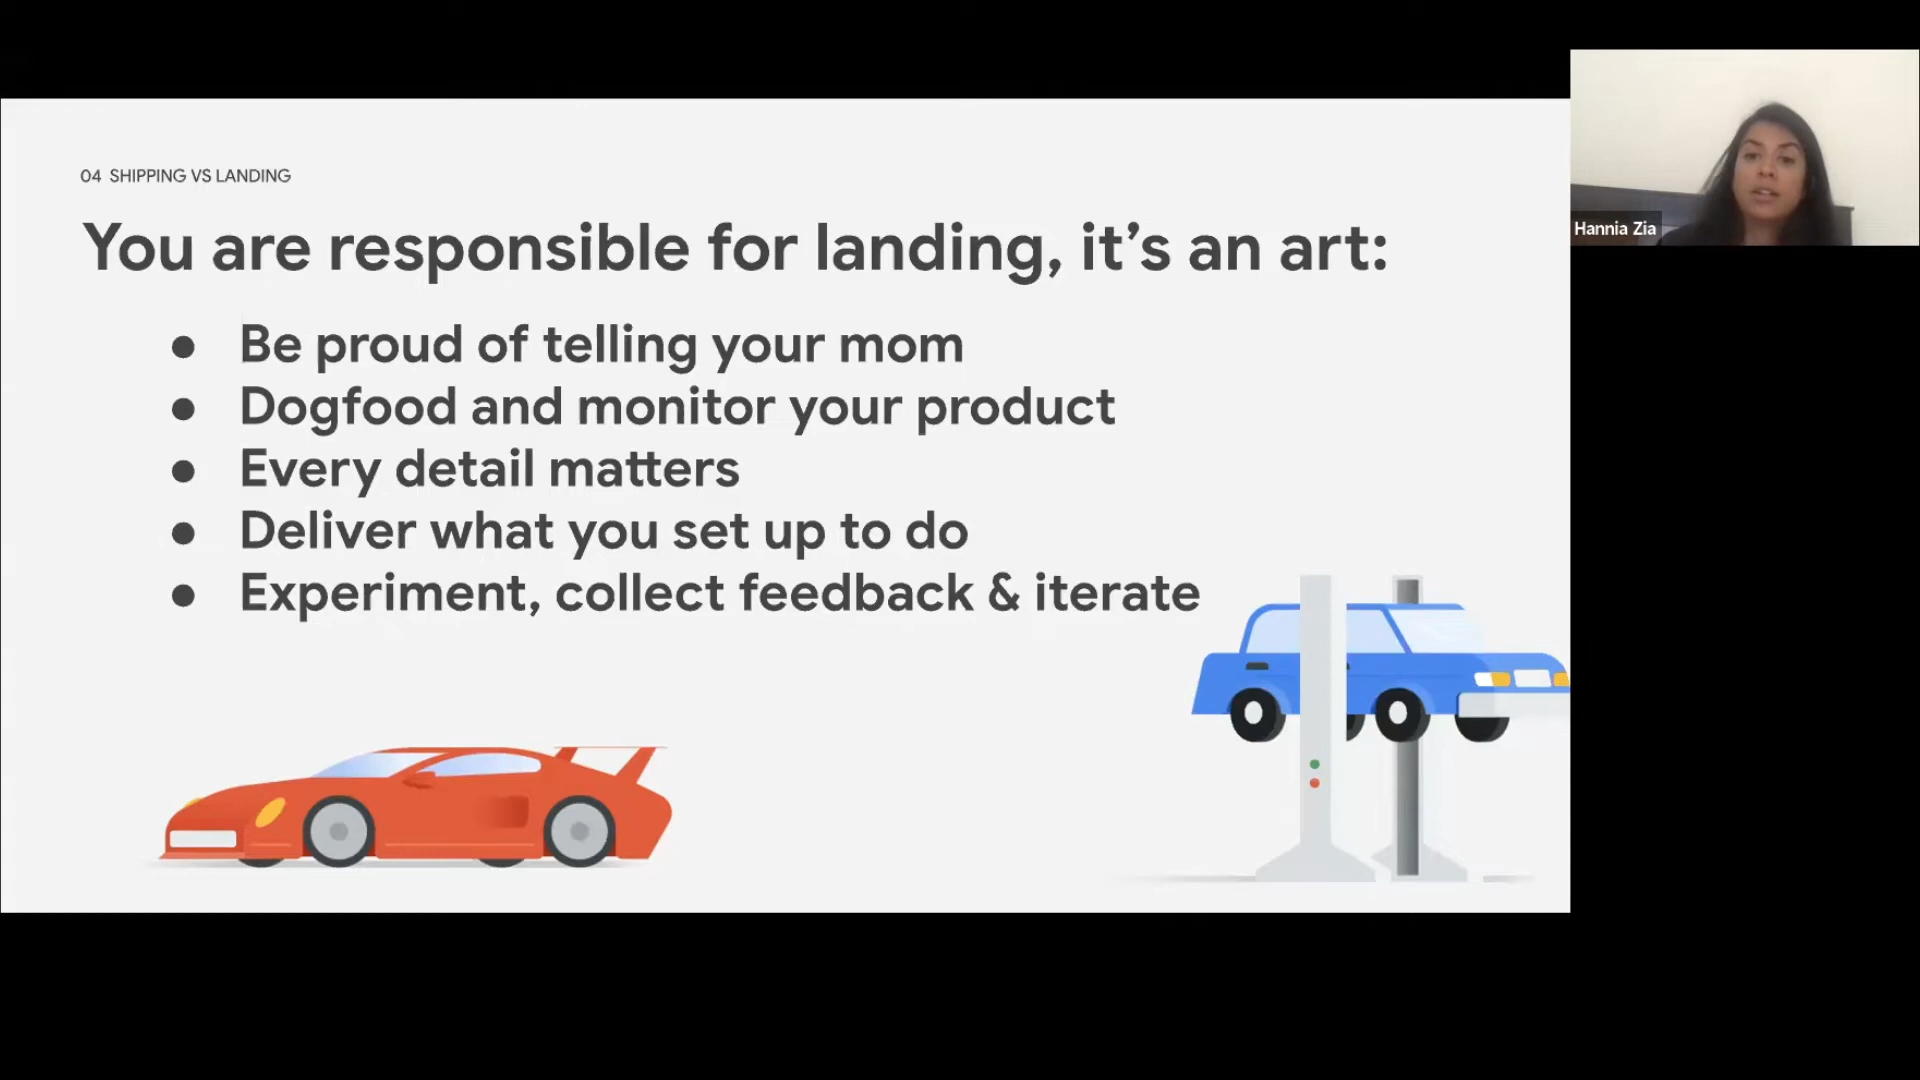 04 SHIPPING VS LANDING
You are responsible for landing, it’s an art:
● Be proud of telling your mom
● Dogfood and monitor your product
● Every detail matters
● Deliver what you set up to do
● Experiment, collect feedback & iterate
Hannia Zia